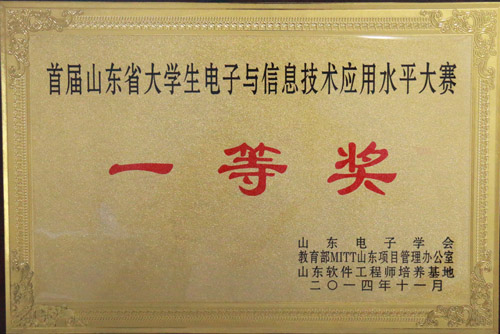 首届山东省大学生电子与信息技术应用水平大赛
一等奖
山东电子学会
教育部MITT山东项目管理办公室
山东软件工程师培养基地
二〇一四年十一月